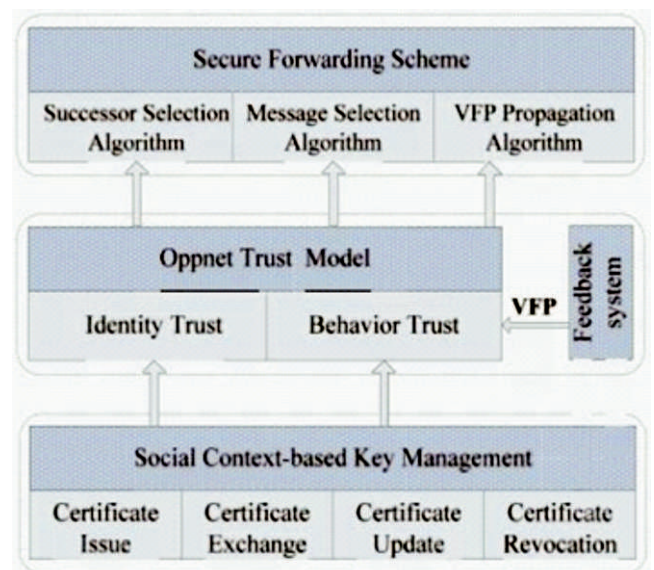 Secure Forwarding Scheme
Successor Selection
Algorithm
Message Selection
Algorithm
VFP Propagation
Algorithm
Oppnet Trust Model
Identity Trust
Behavior Trust
VFP
Feedback
system
Social Context-based Key Management
Certificate
Issue
Certificate
Exchange
Certificate
Update
Certificate
Revocation